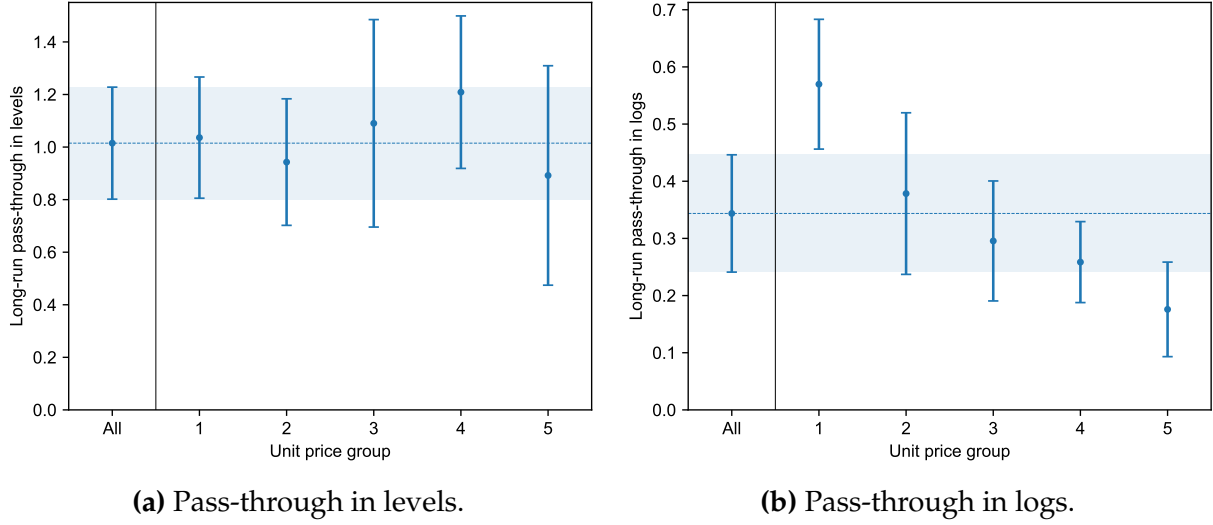 1.4
1.2
1.0
0.8
0.6
0.4
0.2
0.0
Long-run pass-through in levels
All 1 2 3 4 5
Unit price group
(a) Pass-through in levels.
0.7
0.6
0.5
0.4
0.3
0.2
0.1
0.0
Long-run pass-through in logs
All 1 2 3 4 5
Unit price group
(b) Pass-through in logs.